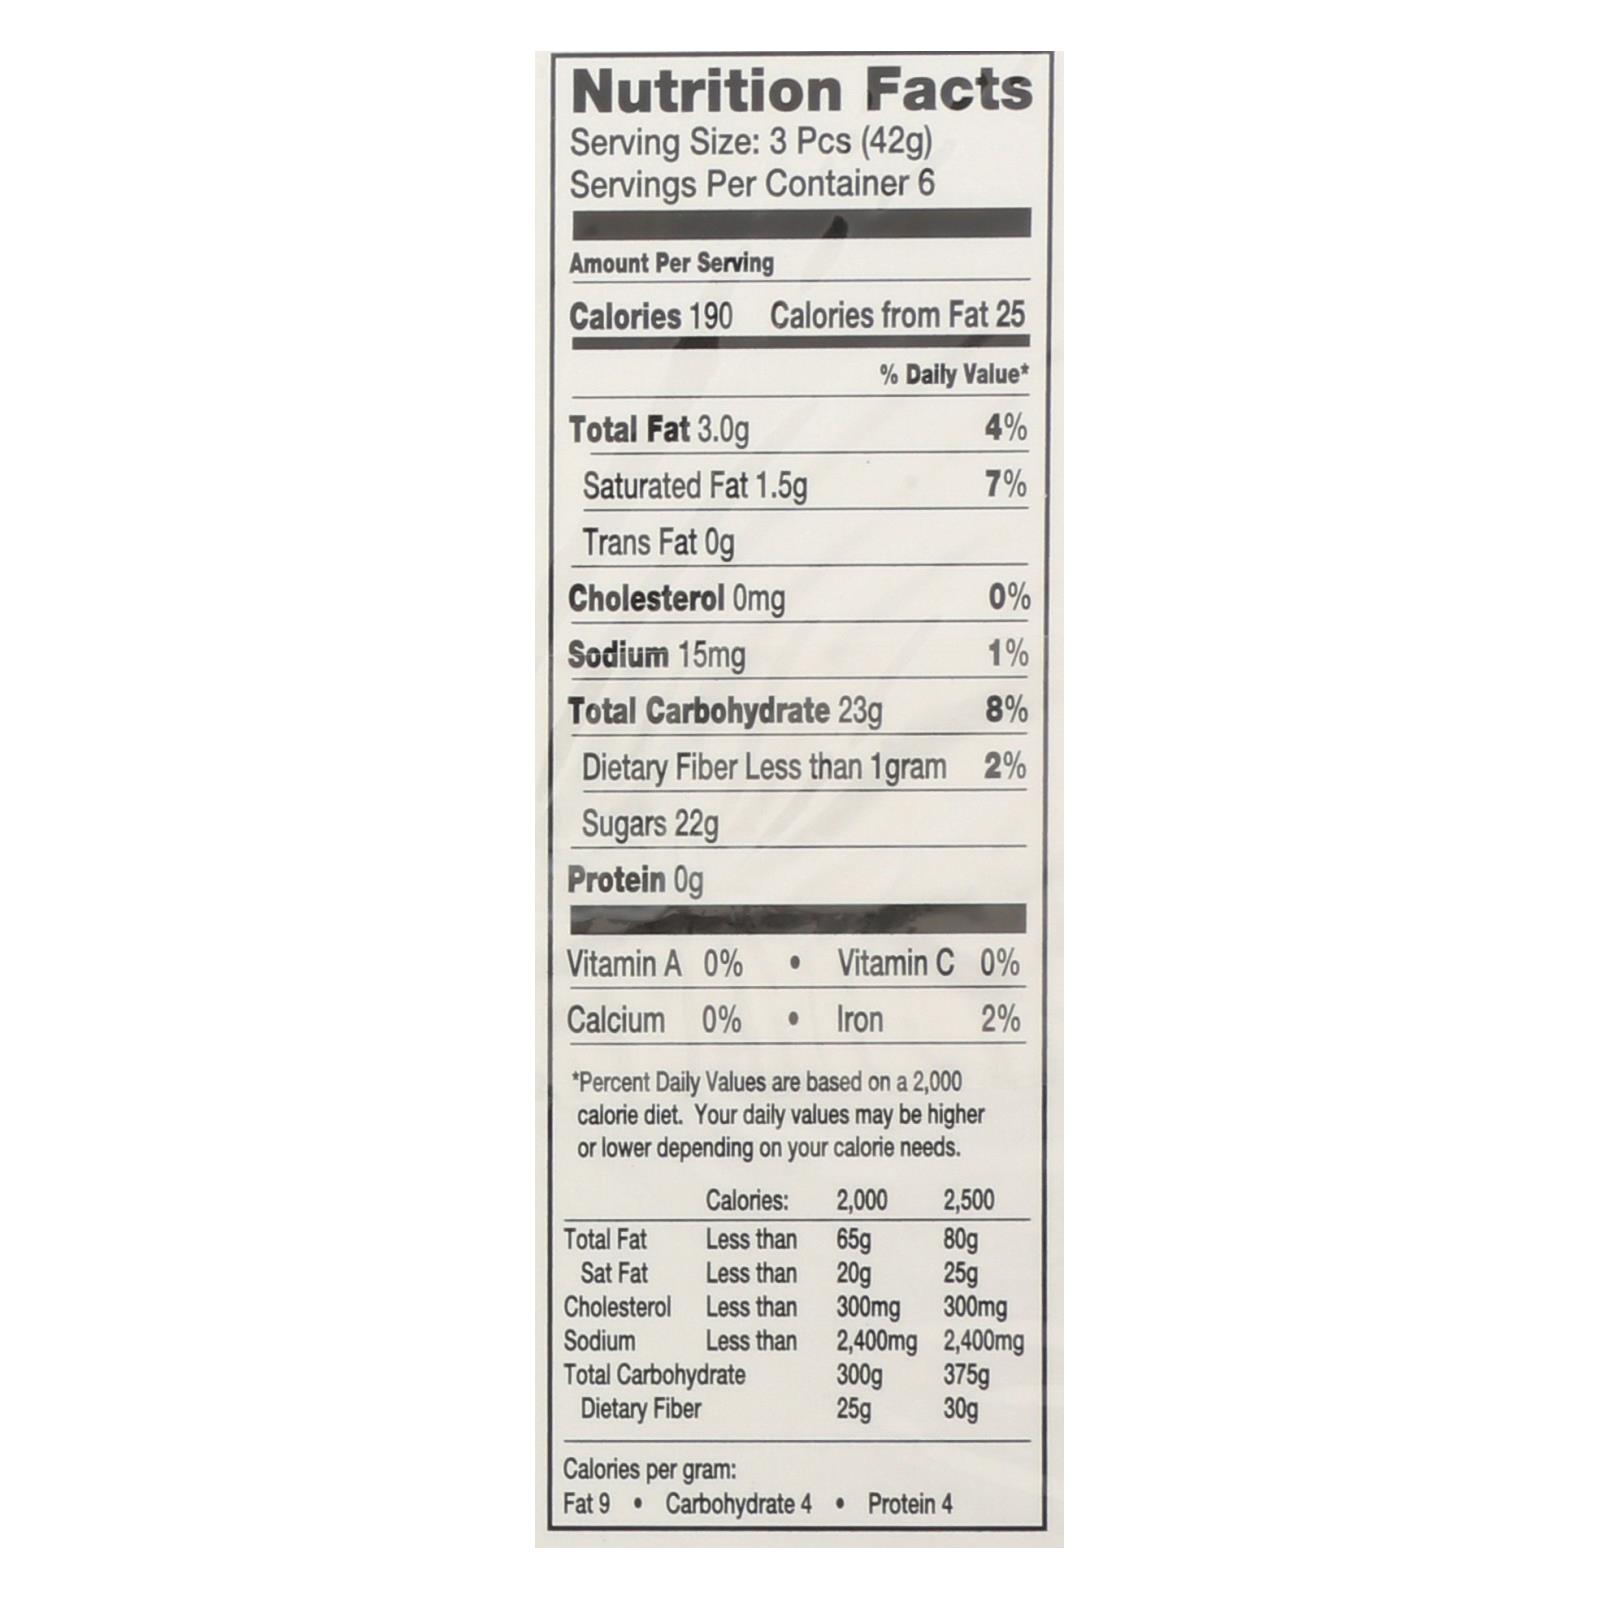 Nutrition Facts
Serving Size: 3 Pcs (42g)
Servings Per Container 6
Amount Per Serving
Calories 190 Calories from Fat 25
% Daily Value*
Total Fat 3.0g 4%
Saturated Fat 1.5g 7%
Trans Fat 0g
Cholesterol 0mg 0%
Sodium 15mg 1%
Total Carbohydrate 23g 8%
Dietary Fiber Less than 1gram 2%
Sugars 22g
Protein 0g
Vitamin A 0% • Vitamin C 0%
Calcium 0% • Iron 2%
*Percent Daily Values are based on a 2,000
calorie diet. Your daily values may be higher
or lower depending on your calorie needs.
Calories: 2,000 2,500
Total Fat Less than 65g 80g
Sat Fat Less than 20g 25g
Cholesterol Less than 300mg 300mg
Sodium Less than 2,400mg 2,400mg
Total Carbohydrate 300g 375g
Dietary Fiber 25g 30g
Calories per gram:
Fat 9 • Carbohydrate 4 • Protein 4